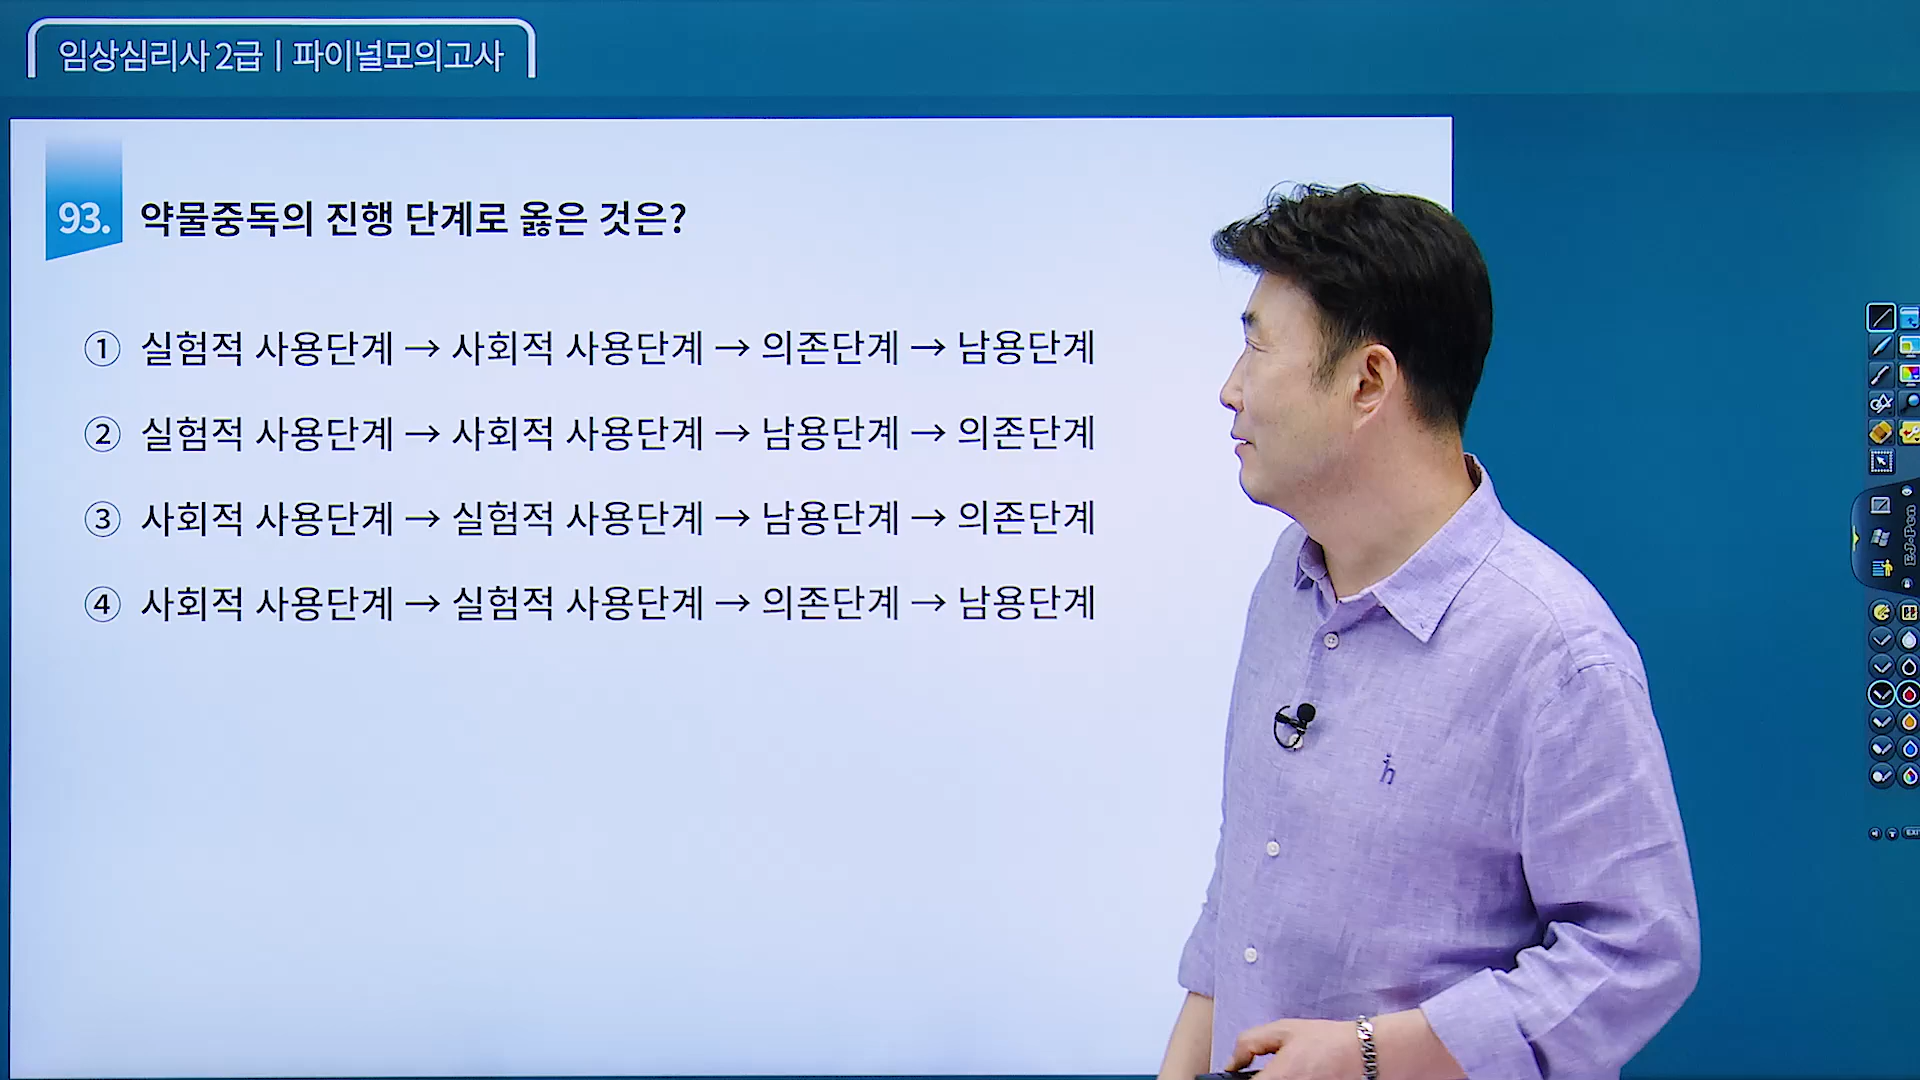 임상심리사 2급 | 파이널모의고사
93. 약물중독의 진행 단계로 옳은 것은?
① 실험적 사용단계 → 사회적 사용단계 → 의존단계 → 남용단계
② 실험적 사용단계 → 사회적 사용단계 → 남용단계 → 의존단계
③ 사회적 사용단계 → 실험적 사용단계 → 남용단계 → 의존단계
④ 사회적 사용단계 → 실험적 사용단계 → 의존단계 → 남용단계
h
EJ-Pen
EXI